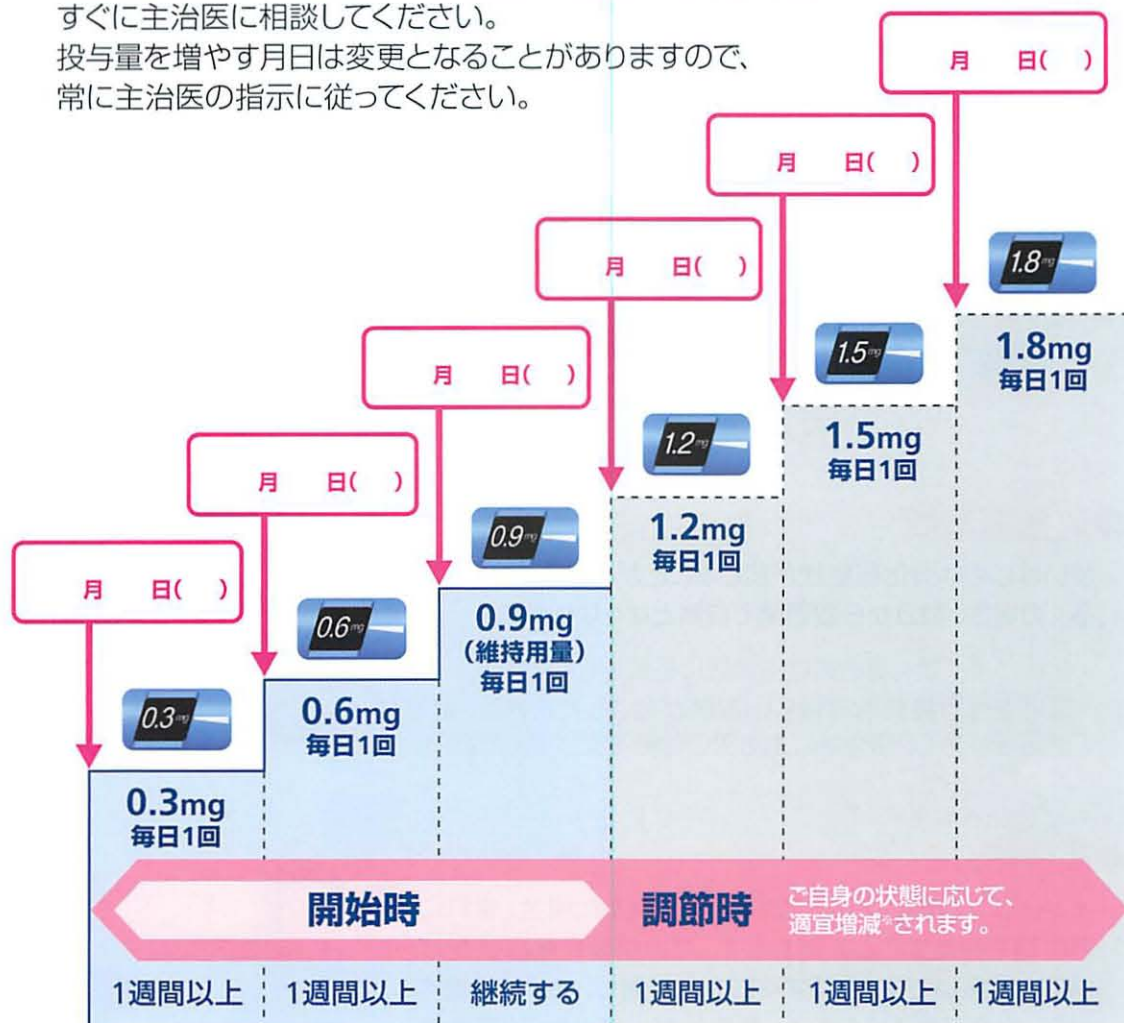 すぐに主治医に相談してください。
投与量を増やす月日は変更となることがありますので、
常に主治医の指示に従ってください。
月 日( )
月 日( )
月 日( )
月 日( )
月 日( )
月 日( )
1.8mg
1.8mg
毎日1回
1.5mg
1.5mg
毎日1回
1.2mg
1.2mg
毎日1回
0.9mg
0.9mg
(維持用量)
毎日1回
0.6mg
0.6mg
毎日1回
0.3mg
0.3mg
毎日1回
開始時
調節時
ご自身の状態に応じて、
適宜増減※されます。
1週間以上
1週間以上
継続する
1週間以上
1週間以上
1週間以上